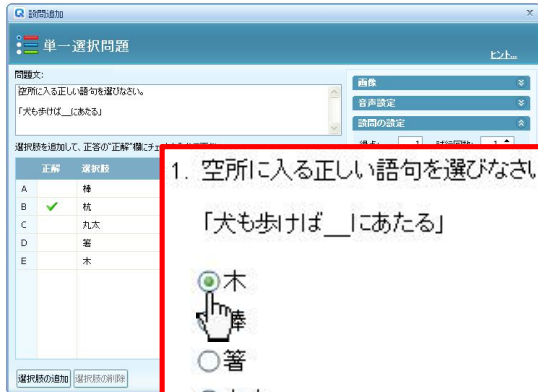 設問追加
単一選択問題
ヒント...
問題文:
空所に入る正しい語句を選びなさい。
「犬も歩けば__にあたる」
画像
音声設定
設問の設定
選択肢を追加して、正答の"正解"欄にチ
正解 選択肢
A 棒
B 杭
C 丸太
D 箸
E 木
選択肢の追加 選択肢の削除
1. 空所に入る正しい語句を選びなさい
「犬も歩けば__にあたる」
木
棒
箸